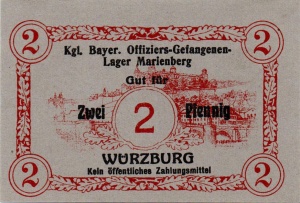 2 2
Kgl. Bayer. Offiziers-Gefangenen-
Lager Marienberg
Gut für
Zwei 2 Pfennig
WÜRZBURG
Kein öffentliches Zahlungsmittel
2 2